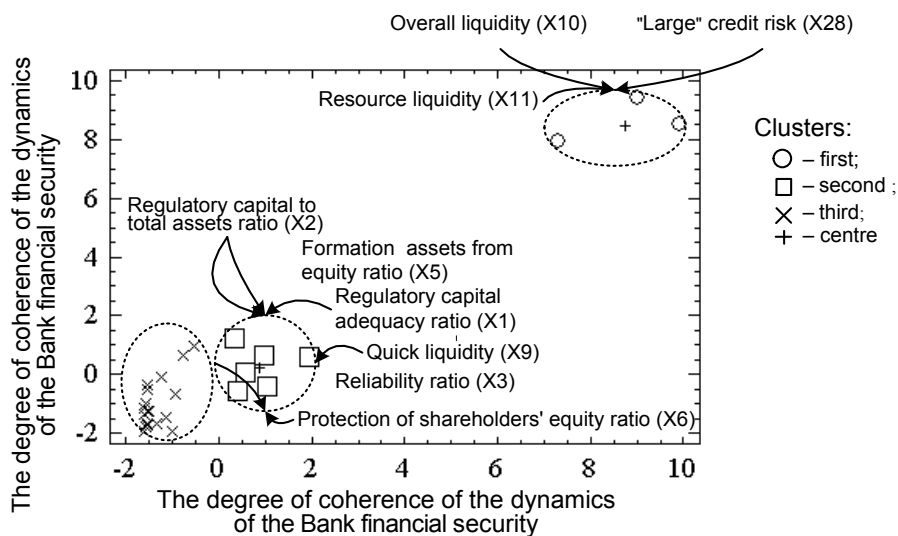 Overall liquidity (X10)
"Large" credit risk (X28)
Resource liquidity (X11)
The degree of coherence of the dynamics
of the Bank financial security
10
8
6
4
2
0
-2
Regulatory capital to
total assets ratio (X2)
Formation assets from
equity ratio (X5)
Regulatory capital
adequacy ratio (X1)
Quick liquidity (X9)
Reliability ratio (X3)
Protection of shareholders' equity ratio (X6)
-2 0 2 4 6 8 10
The degree of coherence of the dynamics
of the Bank financial security
Clusters:
– first;
– second ;
– third;
– centre